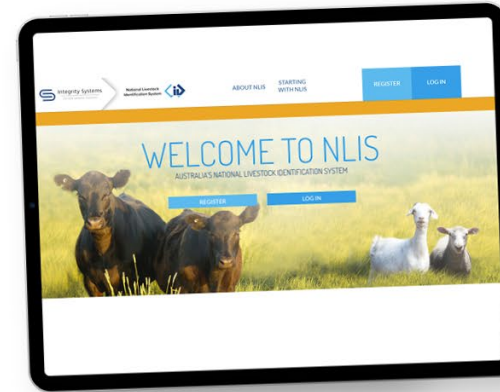 Integrity Systems
National Livestock
Identification System
iD
ABOUT NLIS
STARTING
WITH NLIS
REGISTER
LOG IN
WELCOME TO NLIS
AUSTRALIA'S NATIONAL LIVESTOCK IDENTIFICATION SYSTEM
REGISTER
LOG IN